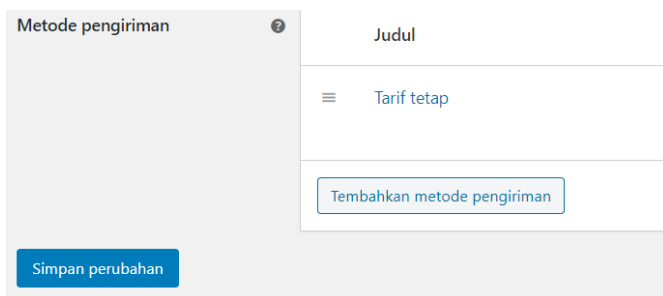 Metode pengiriman
Judul
Tarif tetap
Tembahkan metode pengiriman
Simpan perubahan